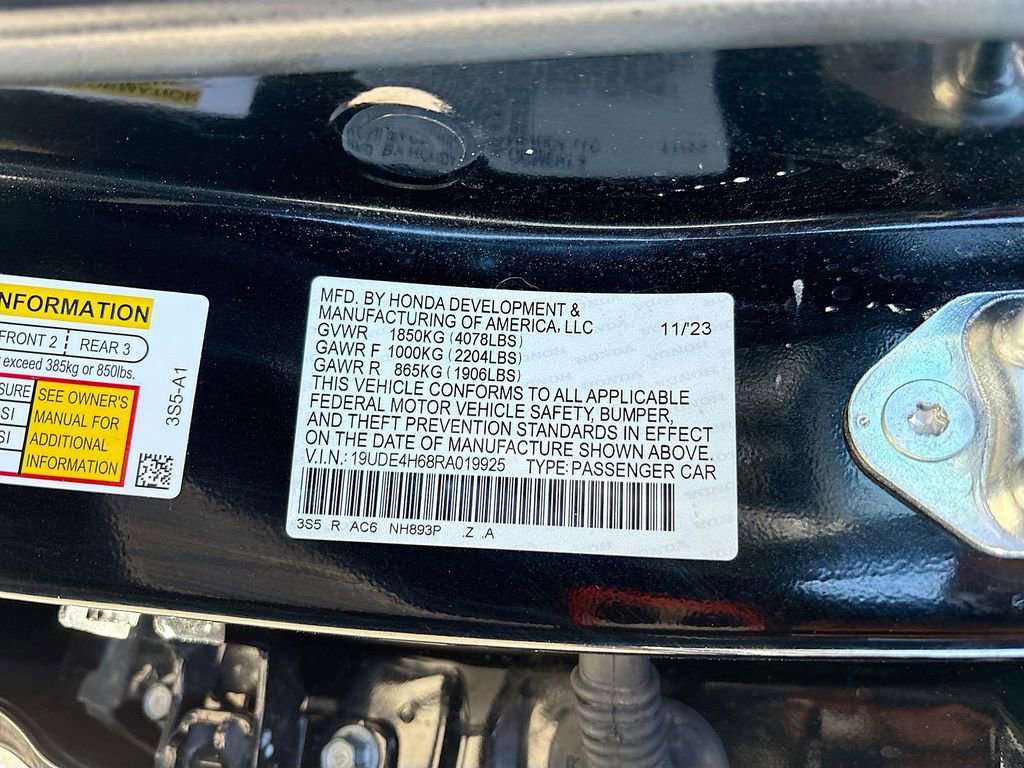 INFORMATION
FRONT 2 REAR 3
exceed 385kg or 850lbs.
SEE OWNER'S
MANUAL FOR
ADDITIONAL
INFORMATION
3S5-A1
MFD. BY HONDA DEVELOPMENT &
MANUFACTURING OF AMERICA, LLC 11/23
GVWR 1850KG (4078LBS)
GAWR F 1000KG (2204LBS)
GAWR R 865KG (1906LBS)
THIS VEHICLE CONFORMS TO ALL APPLICABLE
FEDERAL MOTOR VEHICLE SAFETY, BUMPER,
AND THEFT PREVENTION STANDARDS IN EFFECT
ON THE DATE OF MANUFACTURE SHOWN ABOVE.
V.I.N.: 19UDE4H68RA019925 TYPE: PASSENGER CAR
3S5 R AC6 NH893P .Z .A